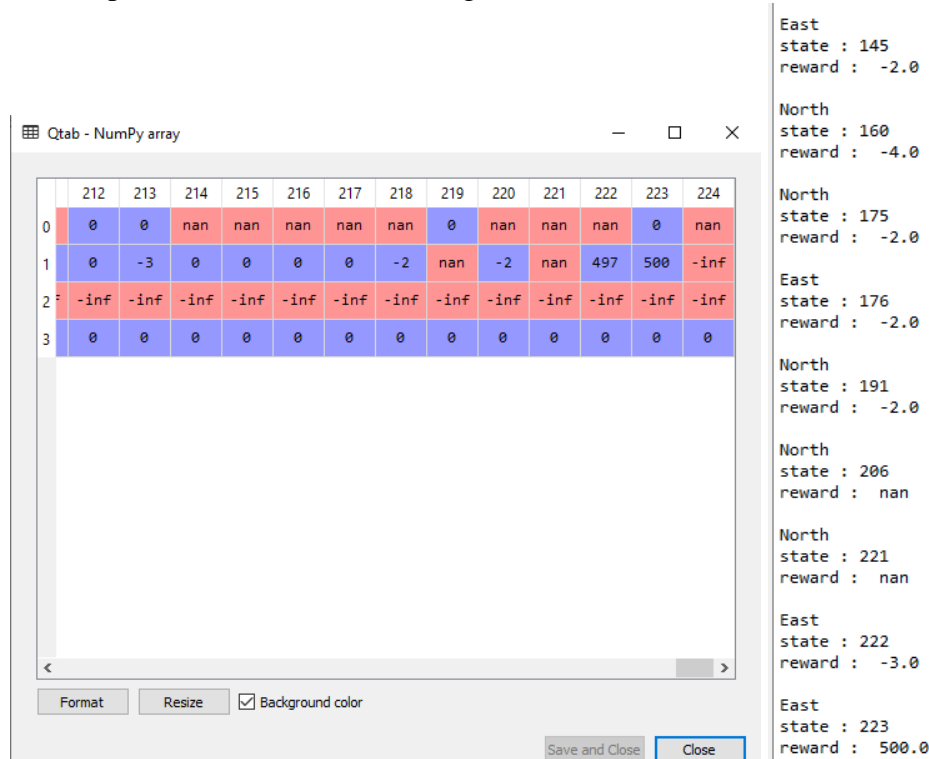 Qtab - NumPy array
212 213 214 215 216 217 218 219 220 221 222 223 224
0 0 0 nan nan nan nan nan 0 nan nan nan 0 nan
1 0 -3 0 0 0 0 -2 nan -2 nan 497 500 -inf
2 -inf -inf -inf -inf -inf -inf -inf -inf -inf -inf -inf -inf -inf
3 0 0 0 0 0 0 0 0 0 0 0 0 0
Format Resize Background color
Save and Close Close
East
state : 145
reward : -2.0
North
state : 160
reward : -4.0
North
state : 175
reward : -2.0
East
state : 176
reward : -2.0
North
state : 191
reward : -2.0
North
state : 206
reward : nan
North
state : 221
reward : nan
East
state : 222
reward : -3.0
East
state : 223
reward : 500.0